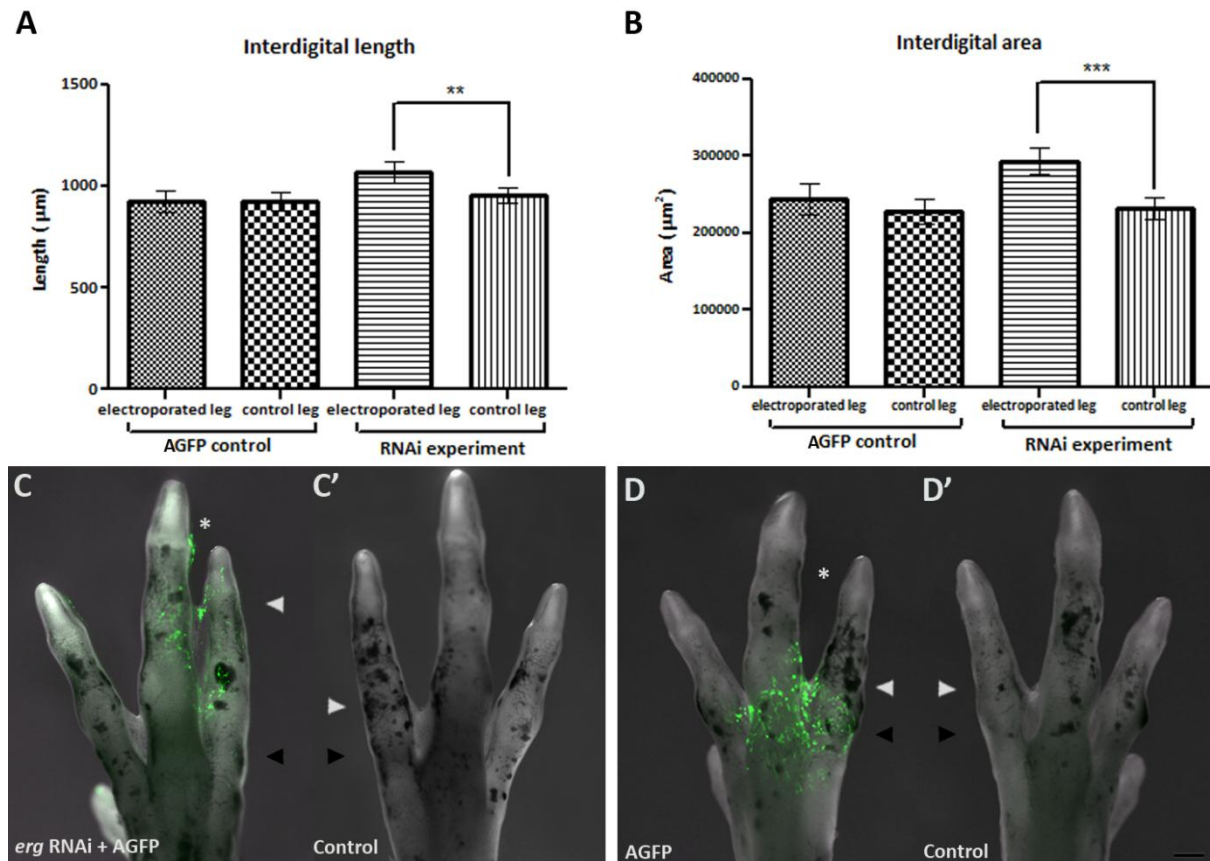 A
Interdigital length
1500
1000
500
0
Length ( µm)
**
electroporated leg
control leg
electroporated leg
control leg
AGFP control
RNAi experiment
B
Interdigital area
400000
300000
200000
100000
0
Area ( µm²)
***
electroporated leg
control leg
electroporated leg
control leg
AGFP control
RNAi experiment
C
*
erg RNAi + AGFP
C’
Control
D
*
AGFP
D’
Control